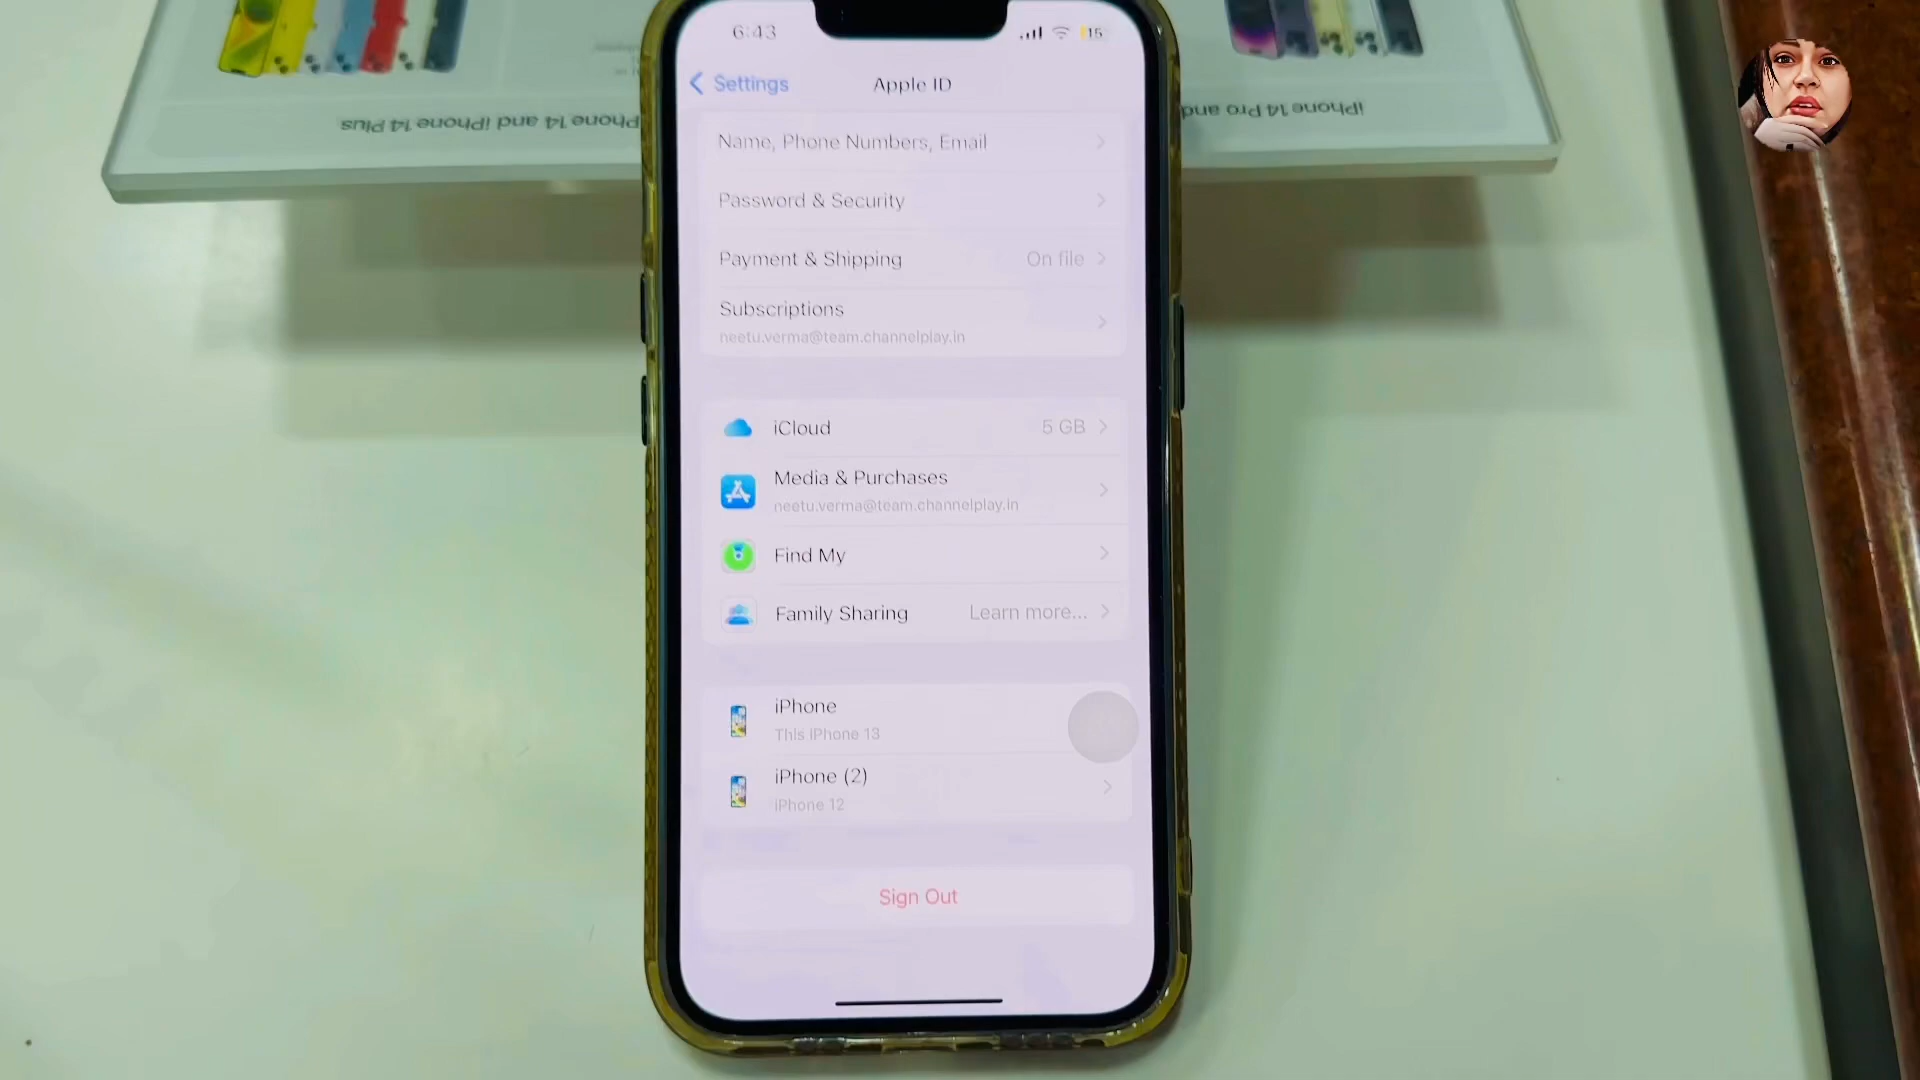 iPhone 14 and iPhone 14 Plus
iPhone 14 Pro and
6:43
15
Settings
Apple ID
Name, Phone Numbers, Email
Password & Security
Payment & Shipping
On file
Subscriptions
neetu.verma@team.channelplay.in
iCloud
5 GB
Media & Purchases
neetu.verma@team.channelplay.in
Find My
Family Sharing
Learn more...
iPhone
This iPhone 13
iPhone (2)
iPhone 12
Sign Out